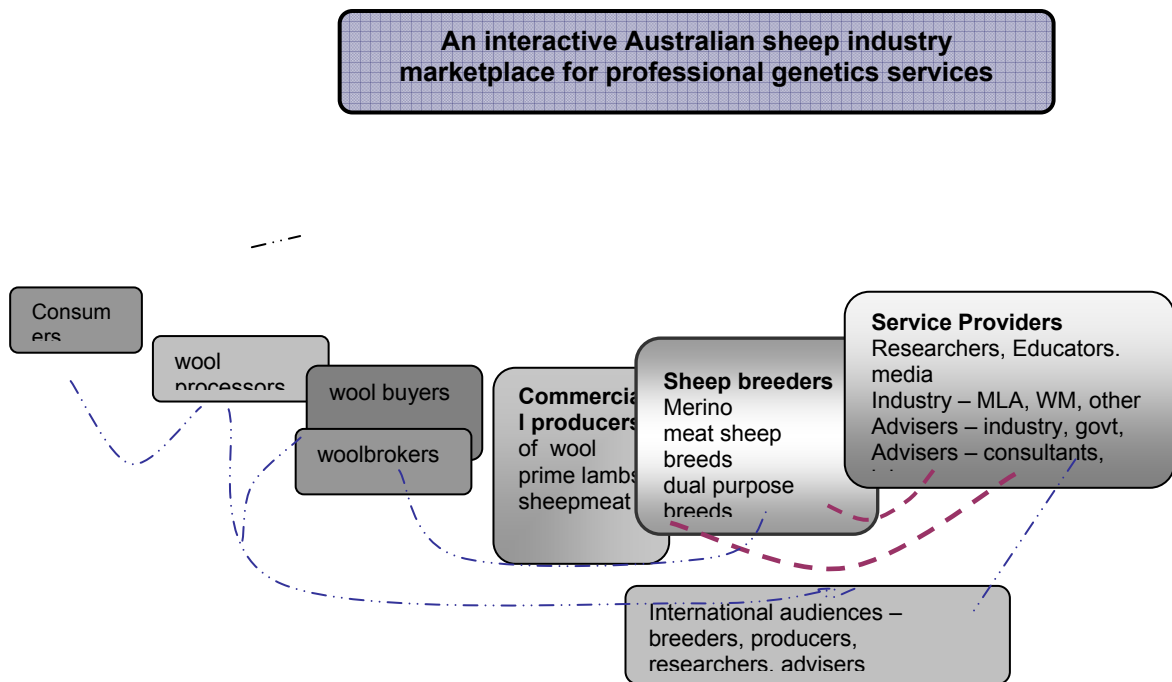 An interactive Australian sheep industry
marketplace for professional genetics services
Consum
ers
wool
processors
wool buyers
woolbrokers
Commercia
l producers
of wool
prime lambs
sheepmeat
Sheep breeders
Merino
meat sheep
breeds
dual purpose
breeds
Service Providers
Researchers, Educators.
media
Industry – MLA, WM, other
Advisers – industry, govt,
Advisers – consultants,
International audiences –
breeders, producers,
researchers, advisers